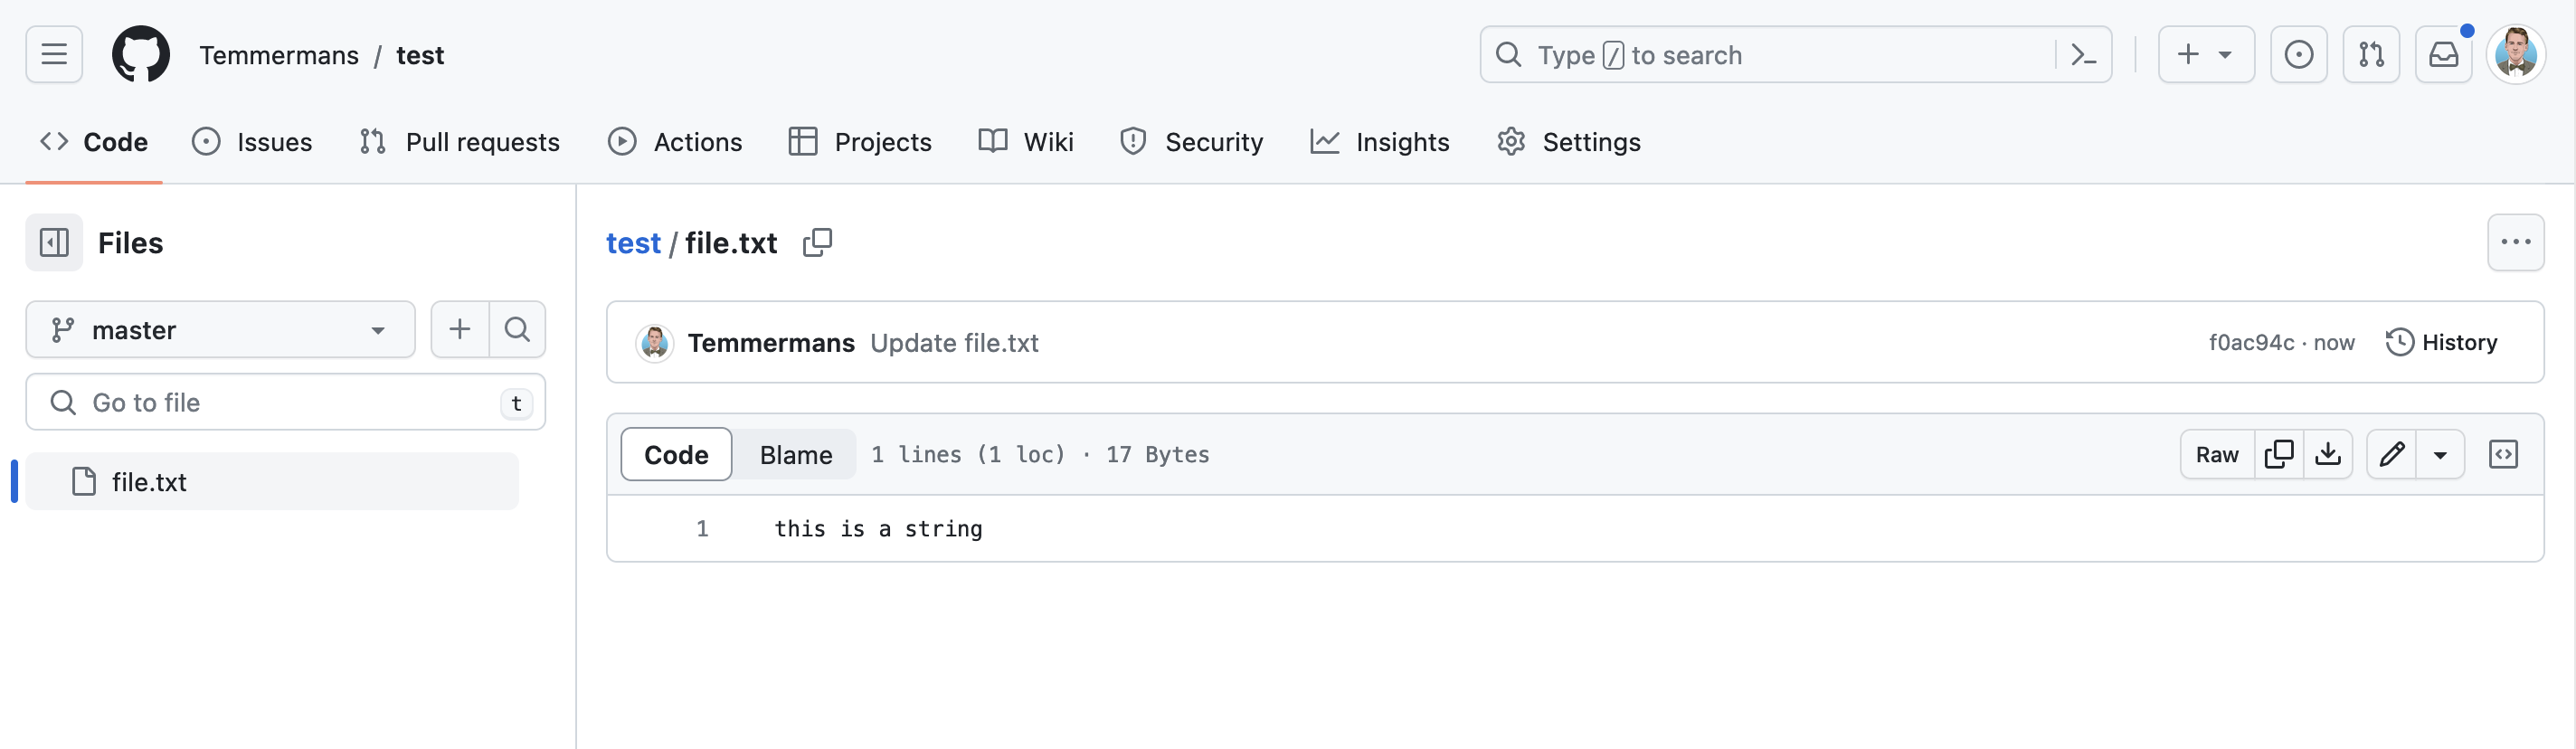 Temmermans / test
Type / to search
Code Issues Pull requests Actions Projects Wiki Security Insights Settings
Files
master
Go to file t
file.txt
test / file.txt
Temmermans Update file.txt f0ac94c · now History
Code Blame 1 lines (1 loc) · 17 Bytes Raw
1 this is a string